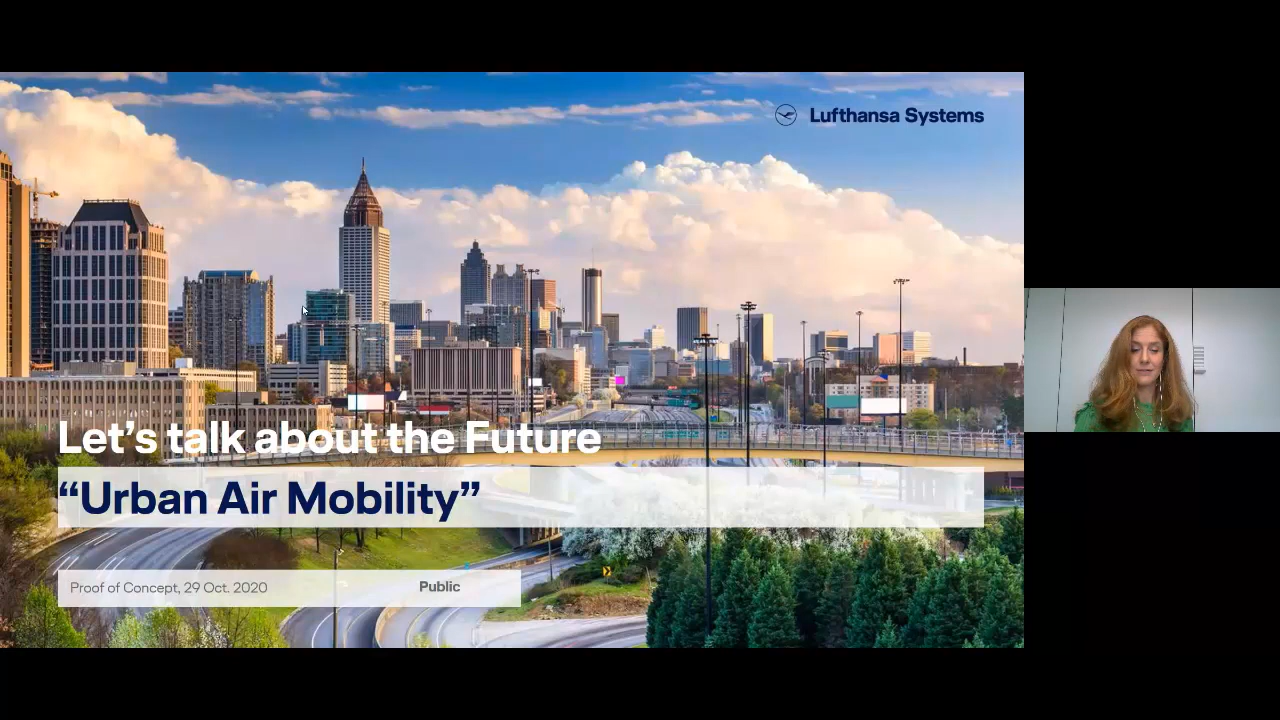 Lufthansa Systems
Let’s talk about the Future
“Urban Air Mobility”
Proof of Concept, 29 Oct. 2020
Public